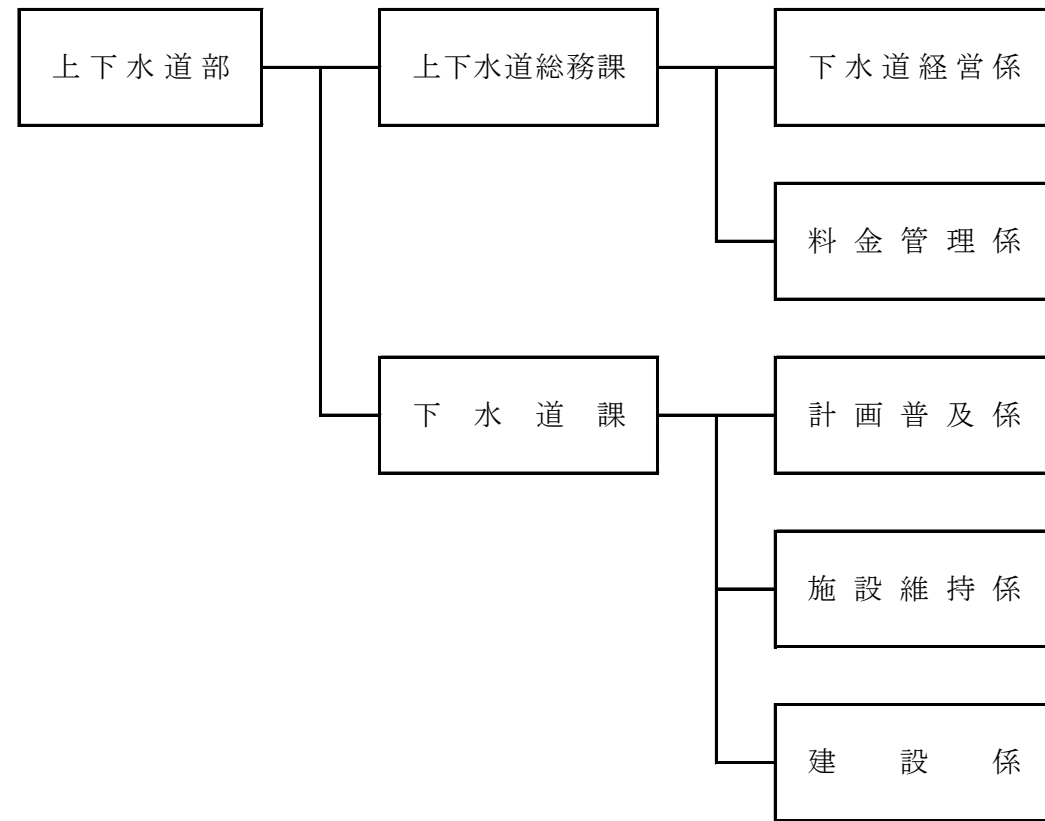 上下水道部
上下水道総務課
下水道経営係
料金管理係
下水道課
計画普及係
施設維持係
建設係